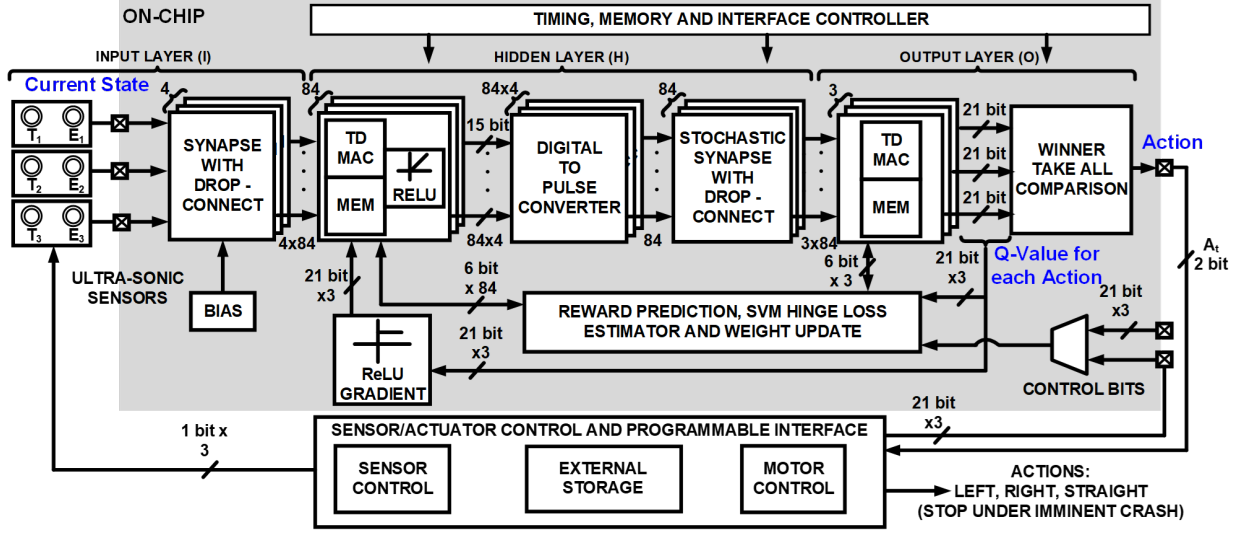 ON-CHIP
TIMING, MEMORY AND INTERFACE CONTROLLER
INPUT LAYER (I)
HIDDEN LAYER (H)
OUTPUT LAYER (O)
Current State
4
84
84x4
84
3
T1 E1
T2 E2
T3 E3
SYNAPSE
WITH
DROP -
CONNECT
4x84
TD
MAC
MEM
RELU
15 bit
84x4
DIGITAL
TO
PULSE
CONVERTER
84
STOCHASTIC
SYNAPSE
WITH
DROP -
CONNECT
3x84
TD
MAC
MEM
21 bit
21 bit
21 bit
WINNER
TAKE ALL
COMPARISON
Action
At
2 bit
ULTRA-SONIC
SENSORS
BIAS
21 bit
x3
6 bit
x 84
6 bit
x 3
21 bit
x3
Q-Value for
each Action
REWARD PREDICTION, SVM HINGE LOSS
ESTIMATOR AND WEIGHT UPDATE
21 bit
x3
21 bit
x3
ReLU
GRADIENT
CONTROL BITS
1 bit x
3
SENSOR/ACTUATOR CONTROL AND PROGRAMMABLE INTERFACE
21 bit
x3
SENSOR
CONTROL
EXTERNAL
STORAGE
MOTOR
CONTROL
ACTIONS:
LEFT, RIGHT, STRAIGHT
(STOP UNDER IMMINENT CRASH)